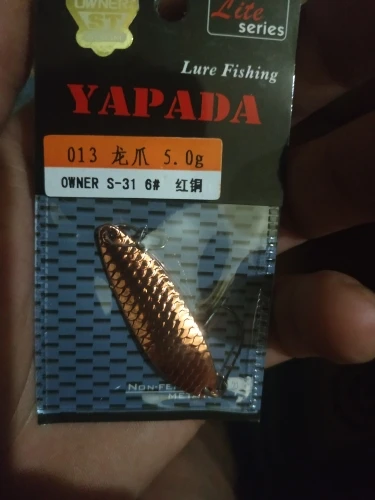 OWNER
ST
Lite
series
Lure Fishing
YAPADA
013 龙爪 5.0g
OWNER S-31 6# 红铜